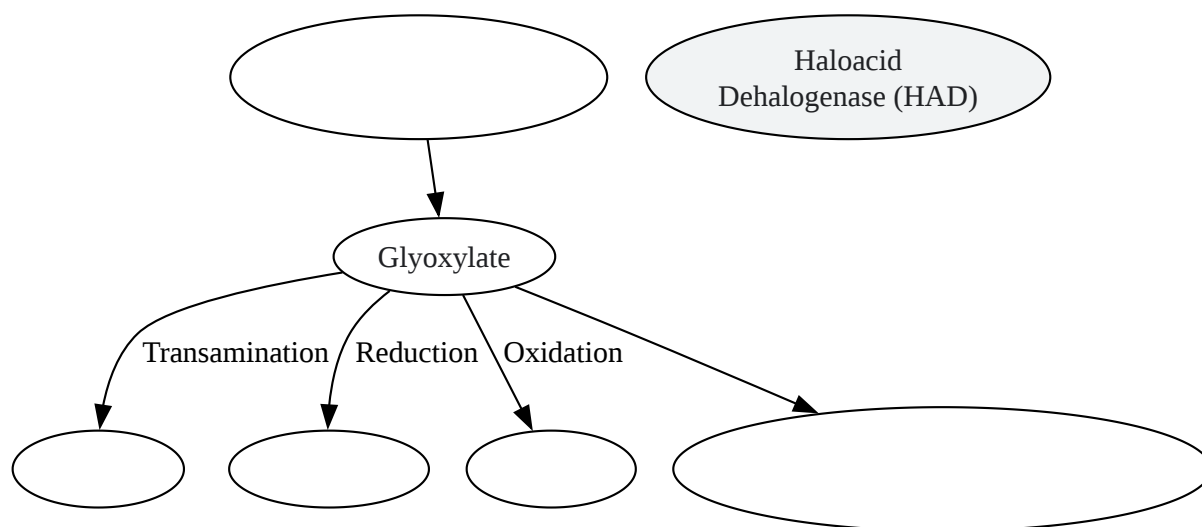 Haloacid
Dehalogenase (HAD)
Glyoxylate
Transamination
Reduction
Oxidation